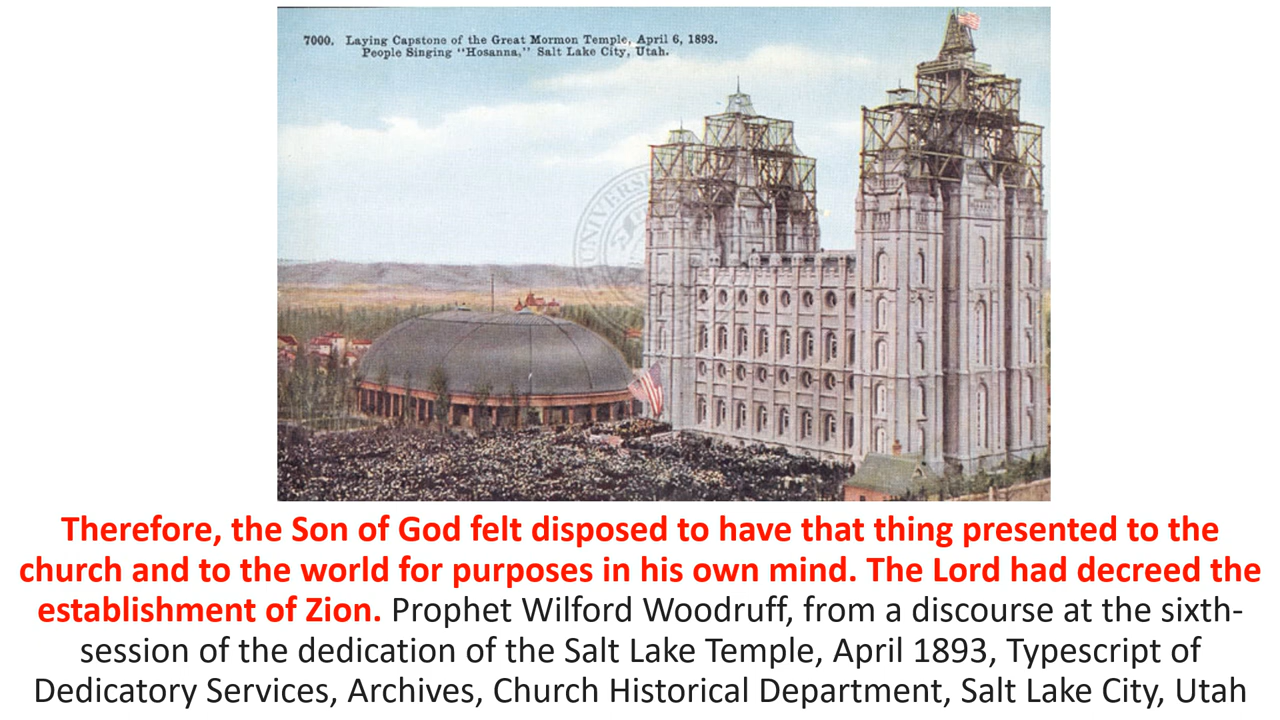 7000. Laying Capstone of the Great Mormon Temple, April 6, 1893.
People Singing "Hosanna," Salt Lake City, Utah.
UNIVERSI
Therefore, the Son of God felt disposed to have that thing presented to the
church and to the world for purposes in his own mind. The Lord had decreed the
establishment of Zion. Prophet Wilford Woodruff, from a discourse at the sixth-
session of the dedication of the Salt Lake Temple, April 1893, Typescript of
Dedicatory Services, Archives, Church Historical Department, Salt Lake City, Utah